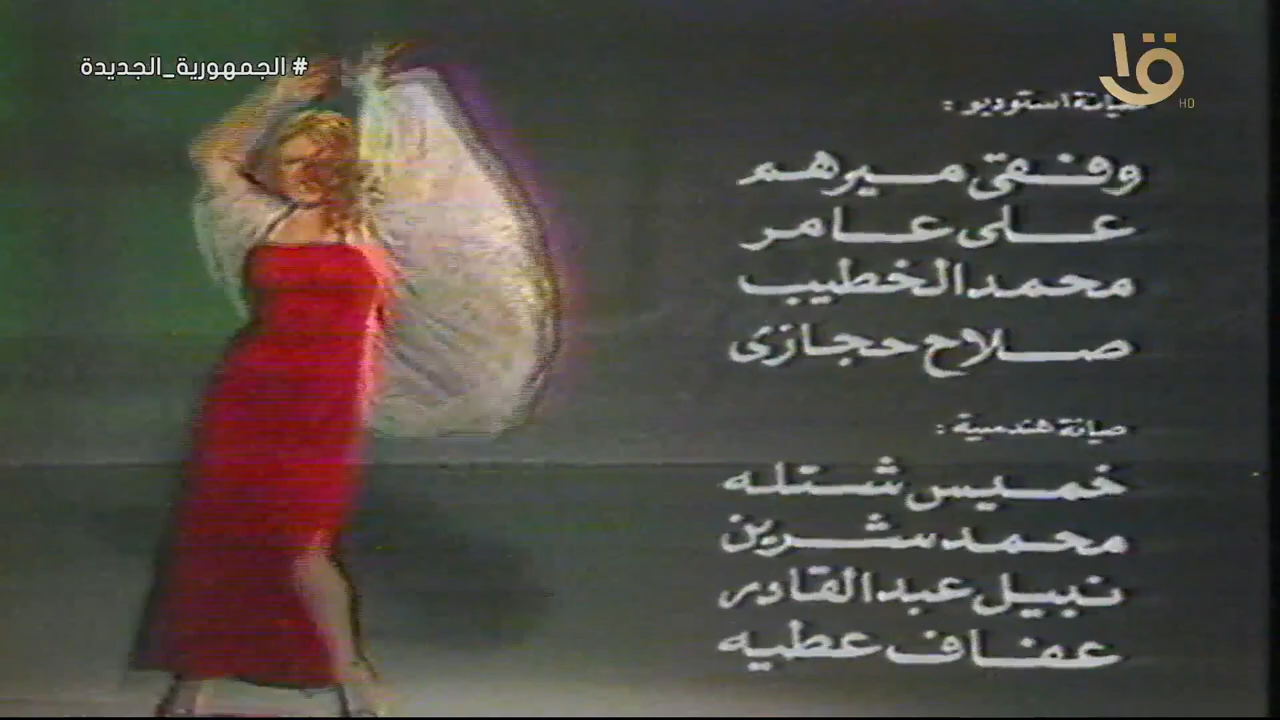 #الجمهورية_الجديدة
HD
صيانة استوديو :
وفقى ميرهم
على عامر
محمد الخطيب
صلاح حجازى
صيانة هندسية :
خميس شتله
محمد شرين
نبيل عبد القادر
عفاف عطيه